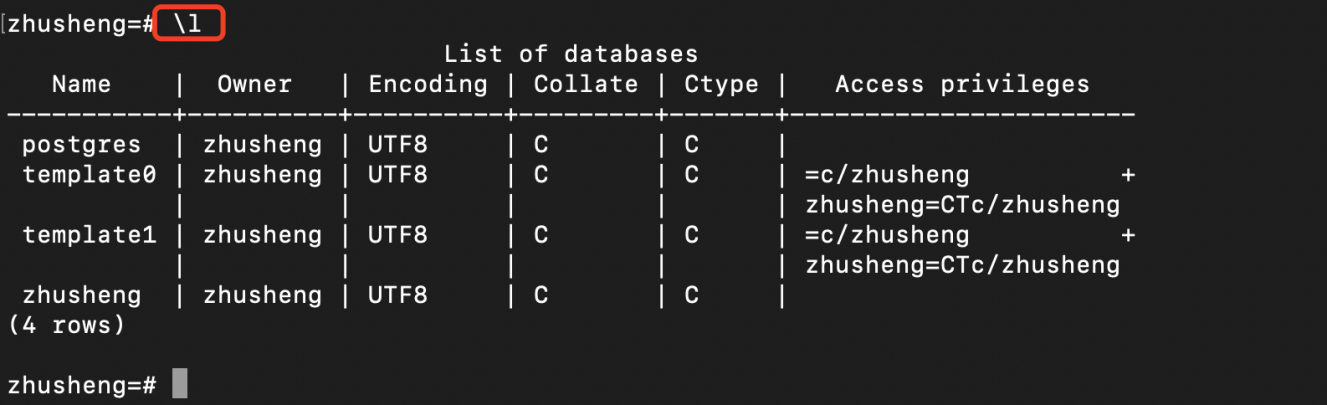 zhusheng=# \l
                             List of databases
   Name    |  Owner   | Encoding | Collate | Ctype |   Access privileges
-----------+----------+----------+---------+-------+-----------------------
 postgres  | zhusheng | UTF8     | C       | C     |
 template0 | zhusheng | UTF8     | C       | C     | =c/zhusheng          +
           |          |          |         |       | zhusheng=CTc/zhusheng
 template1 | zhusheng | UTF8     | C       | C     | =c/zhusheng          +
           |          |          |         |       | zhusheng=CTc/zhusheng
 zhusheng  | zhusheng | UTF8     | C       | C     |
(4 rows)
zhusheng=#